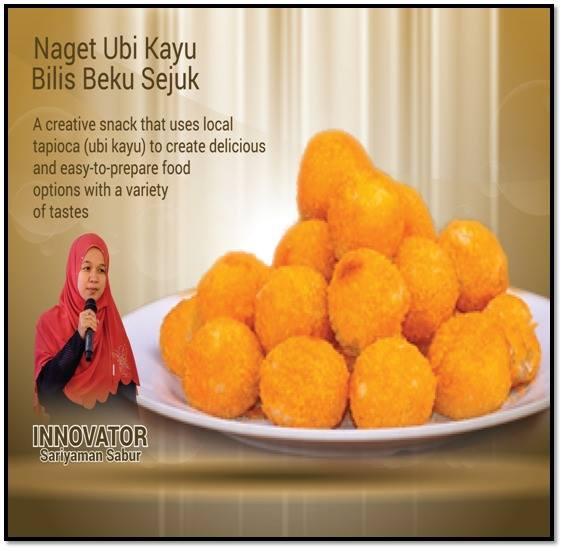 Naget Ubi Kayu
Bilis Beku Sejuk
A creative snack that uses local
tapioca (ubi kayu) to create delicious
and easy-to-prepare food
options with a variety
of tastes
INNOVATOR
Sariyaman Sabur